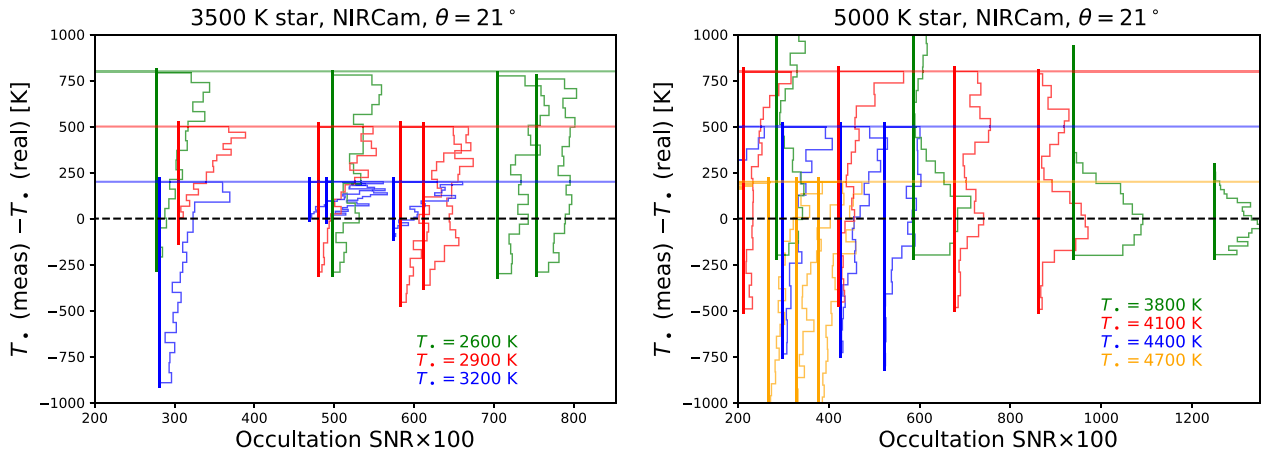 3500 K star, NIRCam, θ = 21°
1000
750
500
250
0
−250
−500
−750
−1000
T• (meas) −T• (real) [K]
T• = 2600 K
T• = 2900 K
T• = 3200 K
200 300 400 500 600 700 800
Occultation SNR×100
5000 K star, NIRCam, θ = 21°
1000
750
500
250
0
−250
−500
−750
−1000
T• (meas) −T• (real) [K]
T• = 3800 K
T• = 4100 K
T• = 4400 K
T• = 4700 K
200 400 600 800 1000 1200
Occultation SNR×100